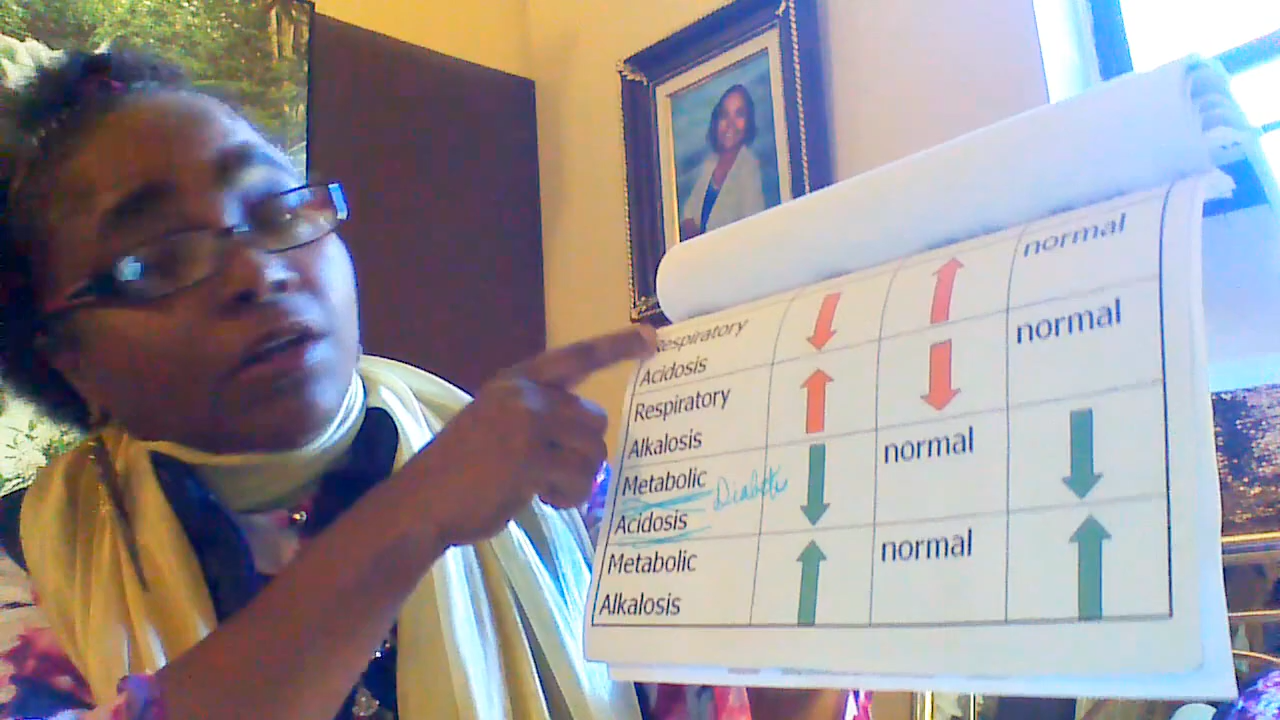 Respiratory Acidosis normal
Respiratory Alkalosis normal
Metabolic Acidosis Diabetic normal
Metabolic Alkalosis normal